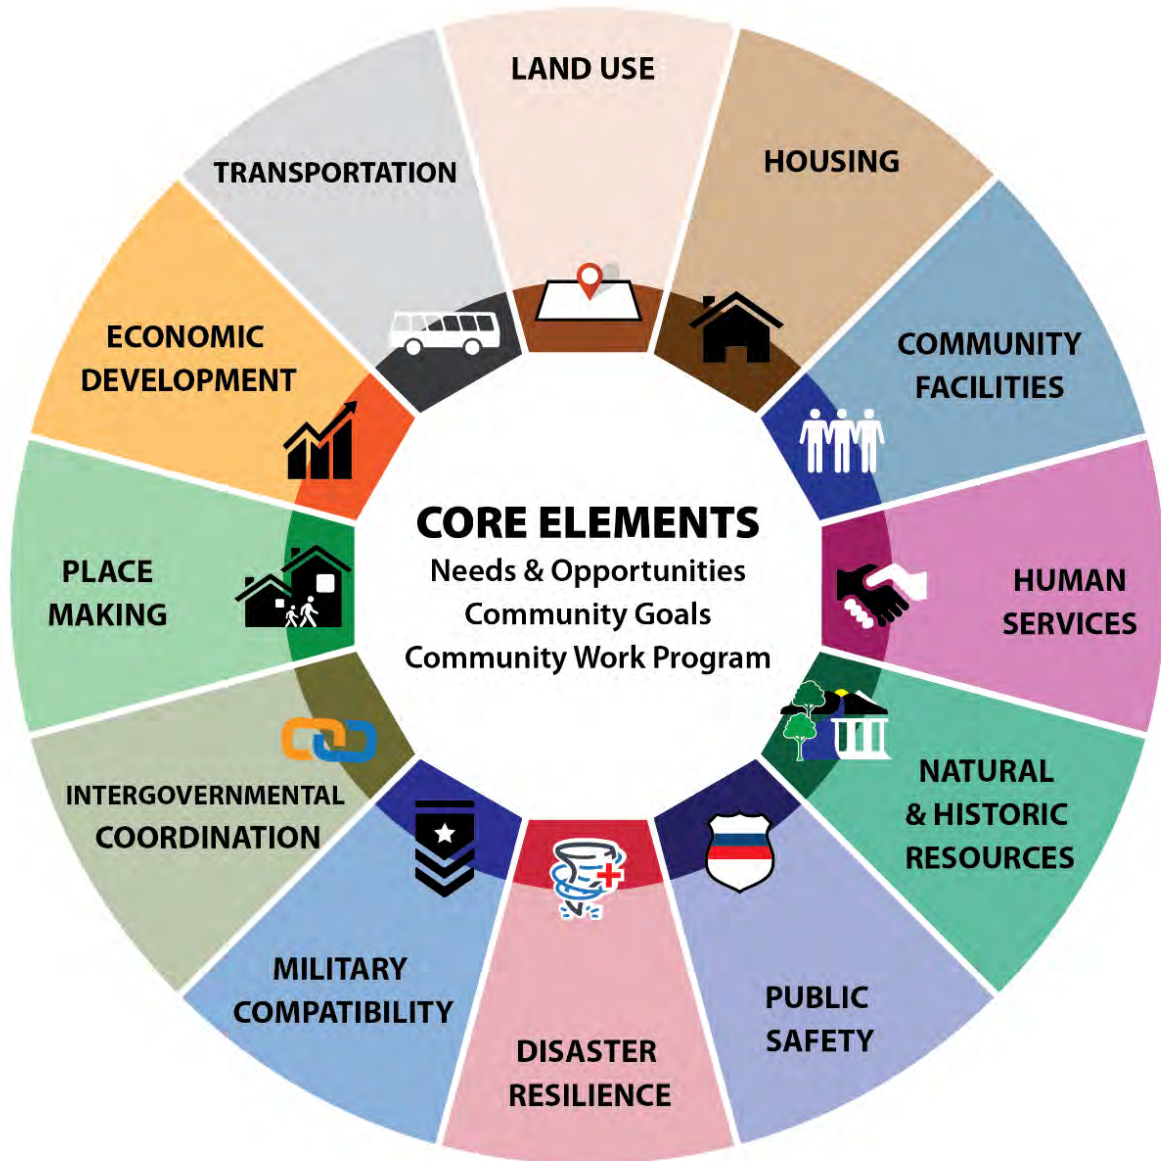 LAND USE
HOUSING
COMMUNITY
FACILITIES
HUMAN
SERVICES
NATURAL
& HISTORIC
RESOURCES
PUBLIC
SAFETY
DISASTER
RESILIENCE
MILITARY
COMPATIBILITY
INTERGOVERNMENTAL
COORDINATION
PLACE
MAKING
ECONOMIC
DEVELOPMENT
TRANSPORTATION
CORE ELEMENTS
Needs & Opportunities
Community Goals
Community Work Program